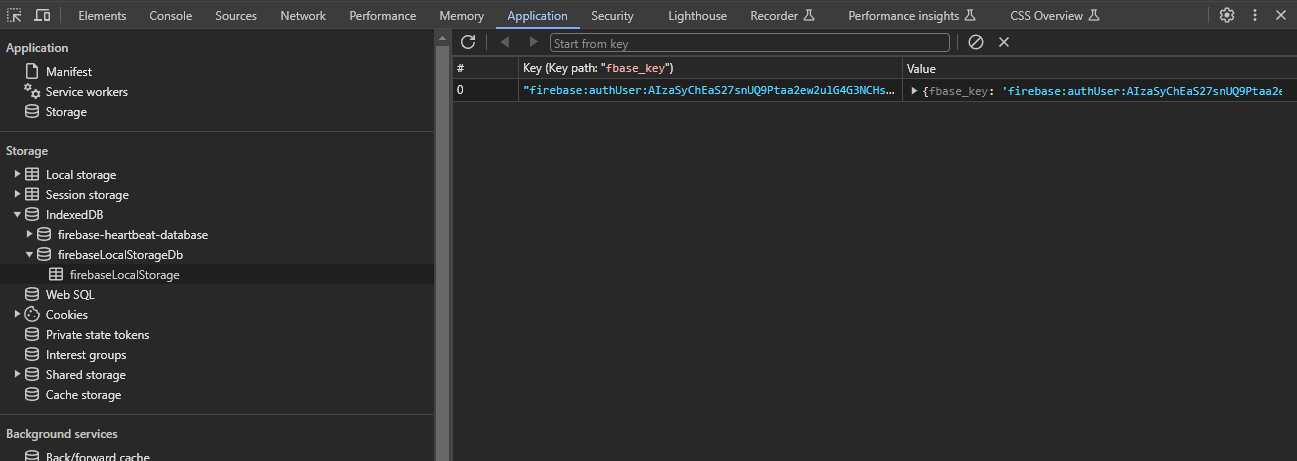 Elements Console Sources Network Performance Memory Application Security Lighthouse Recorder Performance insights CSS Overview
Application
Manifest
Service workers
Storage
Storage
Local storage
Session storage
IndexedDB
firebase-heartbeat-database
firebaseLocalStorageDb
firebaseLocalStorage
Web SQL
Cookies
Private state tokens
Interest groups
Shared storage
Cache storage
Background services
Back/forward cache
Start from key
# Key (Key path: "fbase_key") Value
0 "firebase:authUser:AIzaSyChEaS27snUQ9Ptaa2ew2ulG4G3NCHs… {fbase_key: 'firebase:authUser:AIzaSyChEaS27snUQ9Ptaa2e